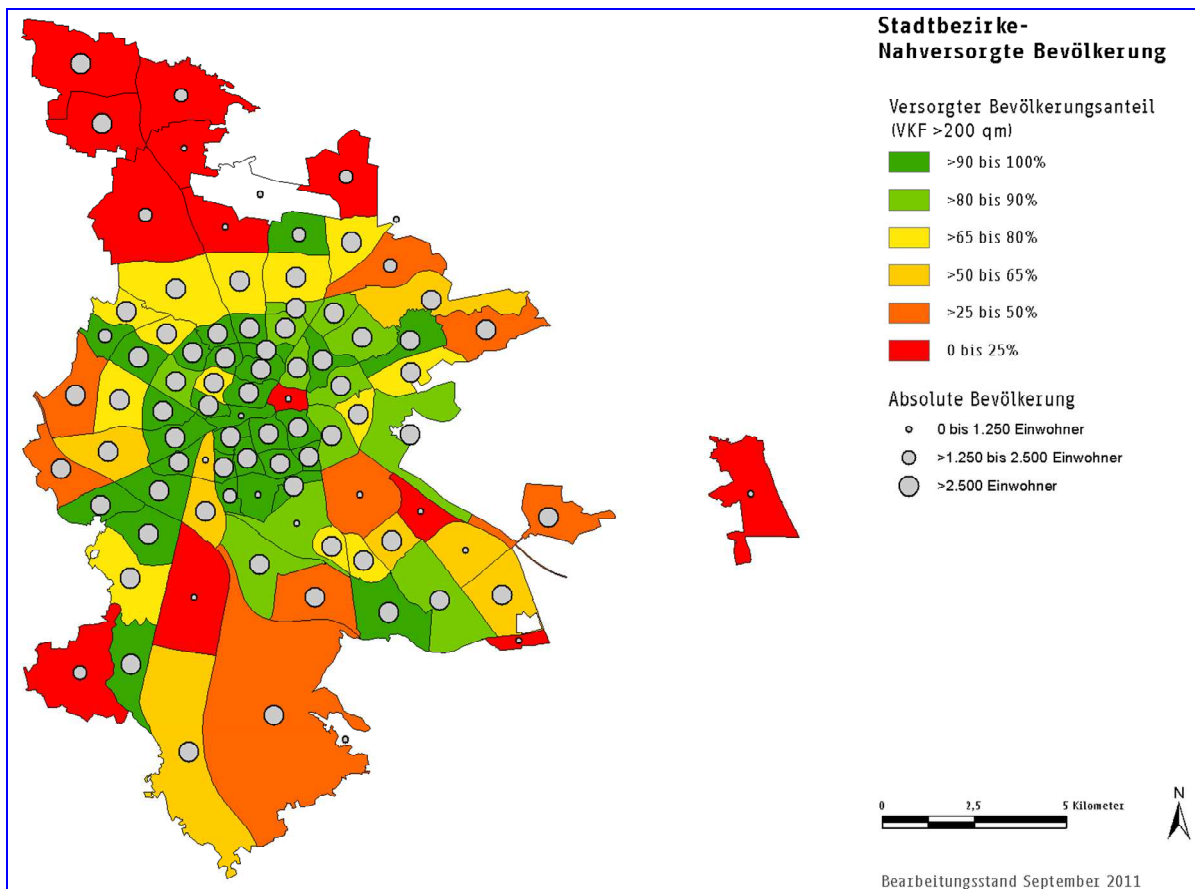 Stadtbezirke-
Nahversorgte Bevölkerung
Versorgter Bevölkerungsanteil
(VKF >200 qm)
>90 bis 100%
>80 bis 90%
>65 bis 80%
>50 bis 65%
>25 bis 50%
0 bis 25%
Absolute Bevölkerung
0 bis 1.250 Einwohner
>1.250 bis 2.500 Einwohner
>2.500 Einwohner
0 2,5 5 Kilometer
N
Bearbeitungsstand September 2011